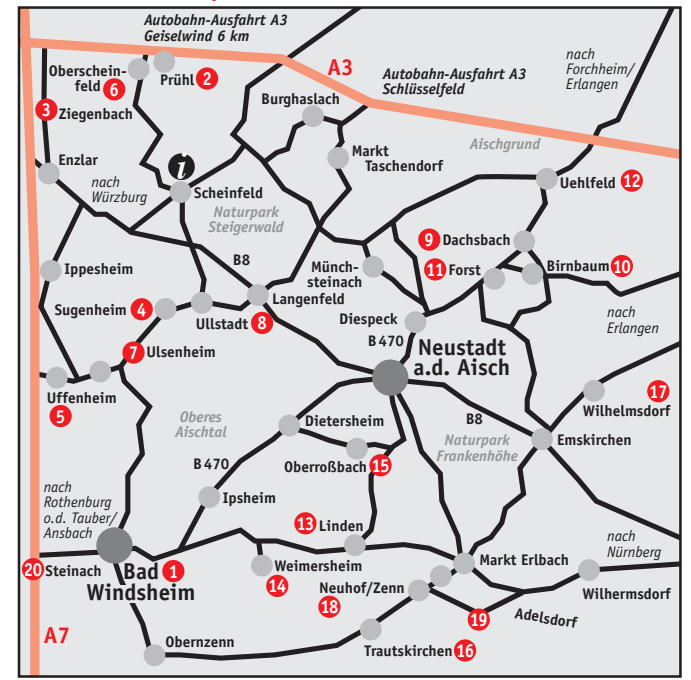 Autobahn-Ausfahrt A3
Geiselwind 6 km
A3
Autobahn-Ausfahrt A3
Schlüsselfeld
nach
Forchheim/
Erlangen
Oberschein-
feld 6
Prühl 2
3 Ziegenbach
Burghaslach
Markt
Taschendorf
Aischgrund
Enzlar
nach
Würzburg
i
Scheinfeld
Naturpark
Steigerwald
Uehlfeld 12
9 Dachsbach
11 Forst
Birnbaum 10
B8
Ippesheim
Münch-
steinach
Sugenheim 4
Ullstadt 8
Langenfeld
Diespeck
B 470
nach
Erlangen
7 Ulsenheim
Neustadt
a.d. Aisch
Uffenheim
5
17
Wilhelmsdorf
Oberes
Aischtal
Dietersheim
B8
Naturpark
Frankenhöhe
Emskirchen
Oberroßbach 15
B 470
Ipsheim
nach
Rothenburg
o.d. Tauber/
Ansbach
13 Linden
nach
Nürnberg
20 Steinach
Bad 1
Windsheim
Weimersheim
14
Markt Erlbach
Neuhof/Zenn
18
Wilhermsdorf
19
Adelsdorf
A7
Obernzenn
Trautskirchen 16